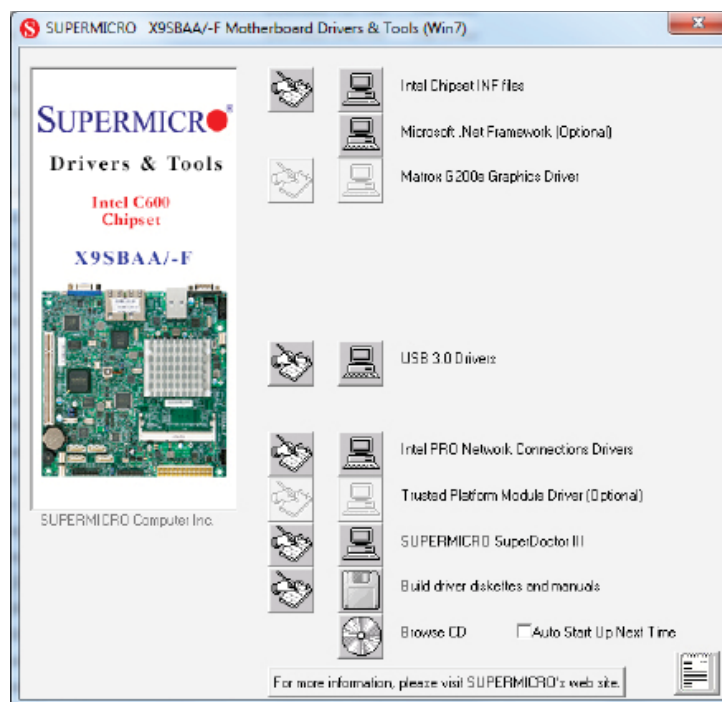 SUPERMICRO X9SBAA/-F Motherboard Drivers & Tools (Win7)
SUPERMICRO
Drivers & Tools
Intel C600
Chipset
X9SBAA/-F
SUPERMICRO Computer Inc.
Intel Chipset INF files
Microsoft .Net Framework (Optional)
Matrox G200e Graphics Driver
USB 3.0 Drivers
Intel PRO Network Connections Drivers
Trusted Platform Module Driver (Optional)
SUPERMICRO SuperDoctor III
Build driver diskettes and manuals
Browse CD
Auto Start Up Next Time
For more information, please visit SUPERMICRO's web site.